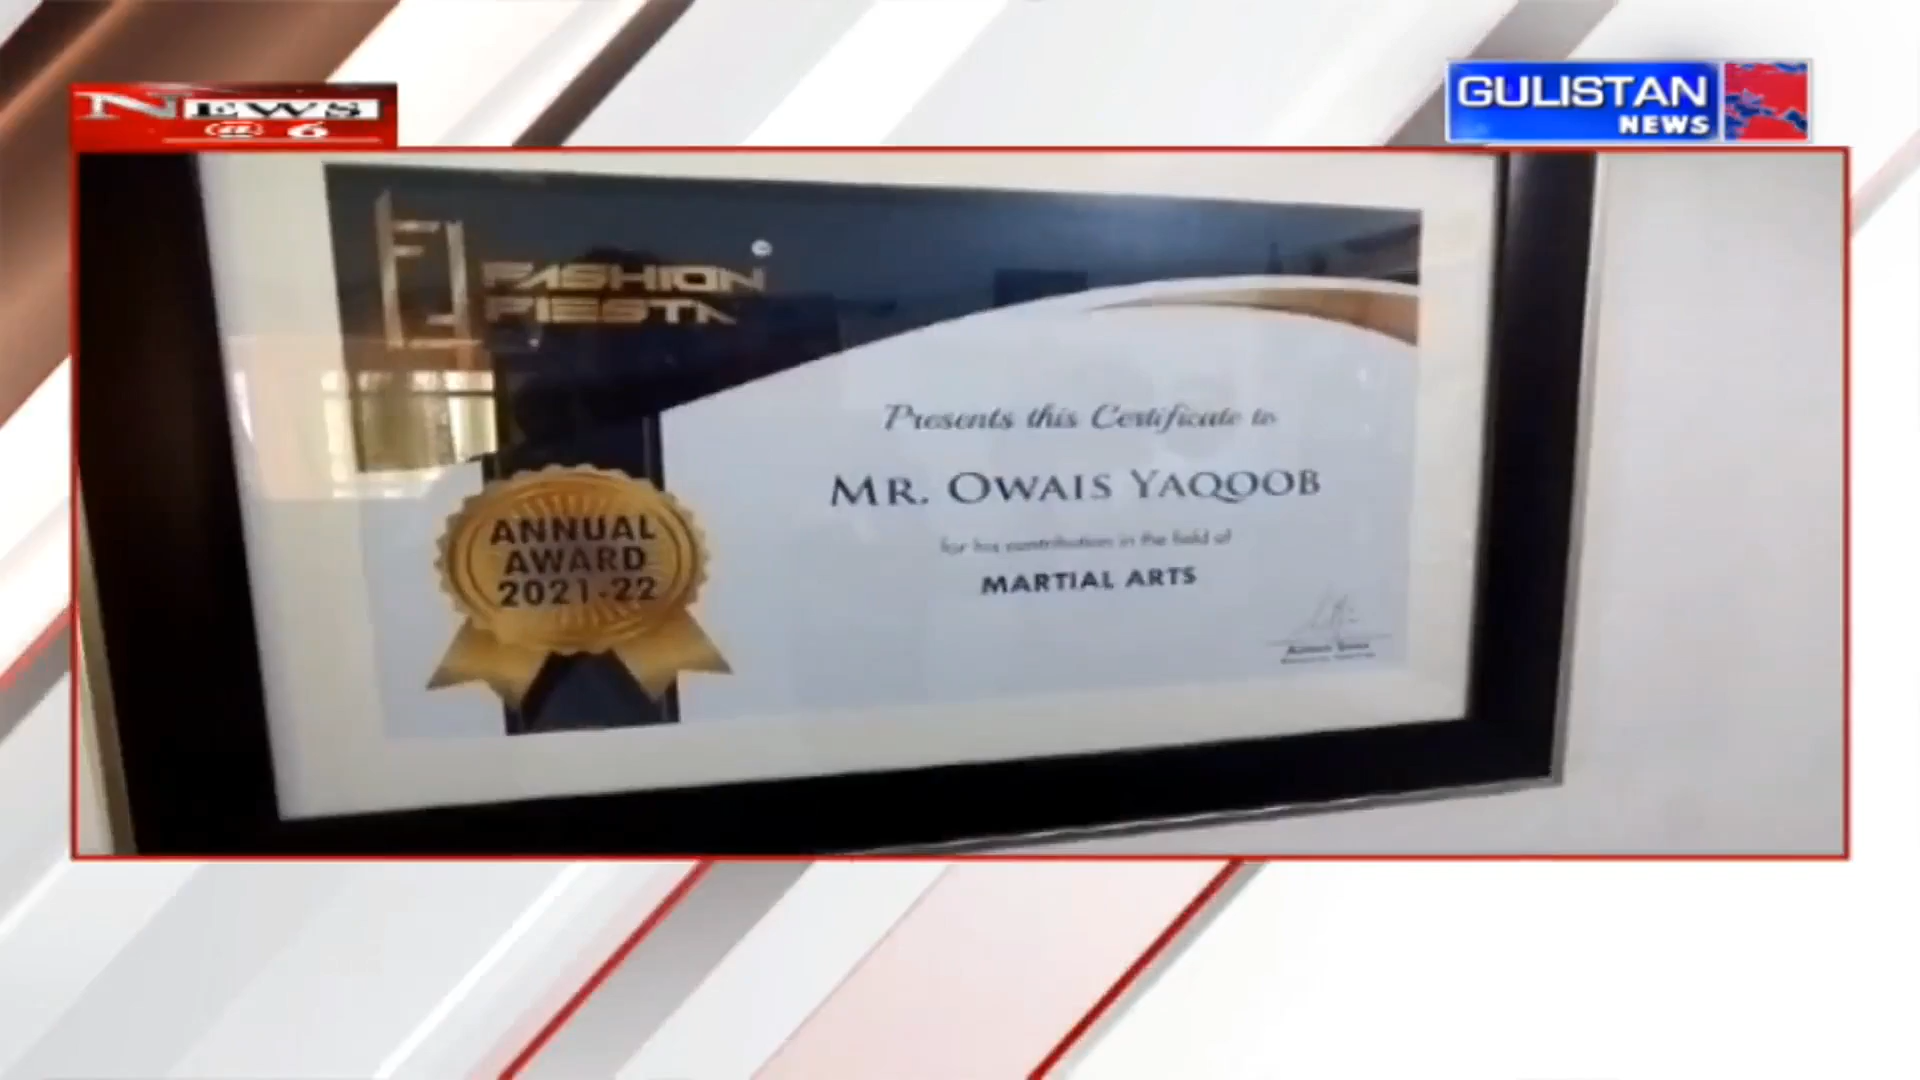 NEWS
@ 6
GULISTAN
NEWS
FASHION
FIESTA
Presents this Certificate to
MR. OWAIS YAQOOB
for his contribution in the field of
MARTIAL ARTS
ANNUAL
AWARD
2021-22